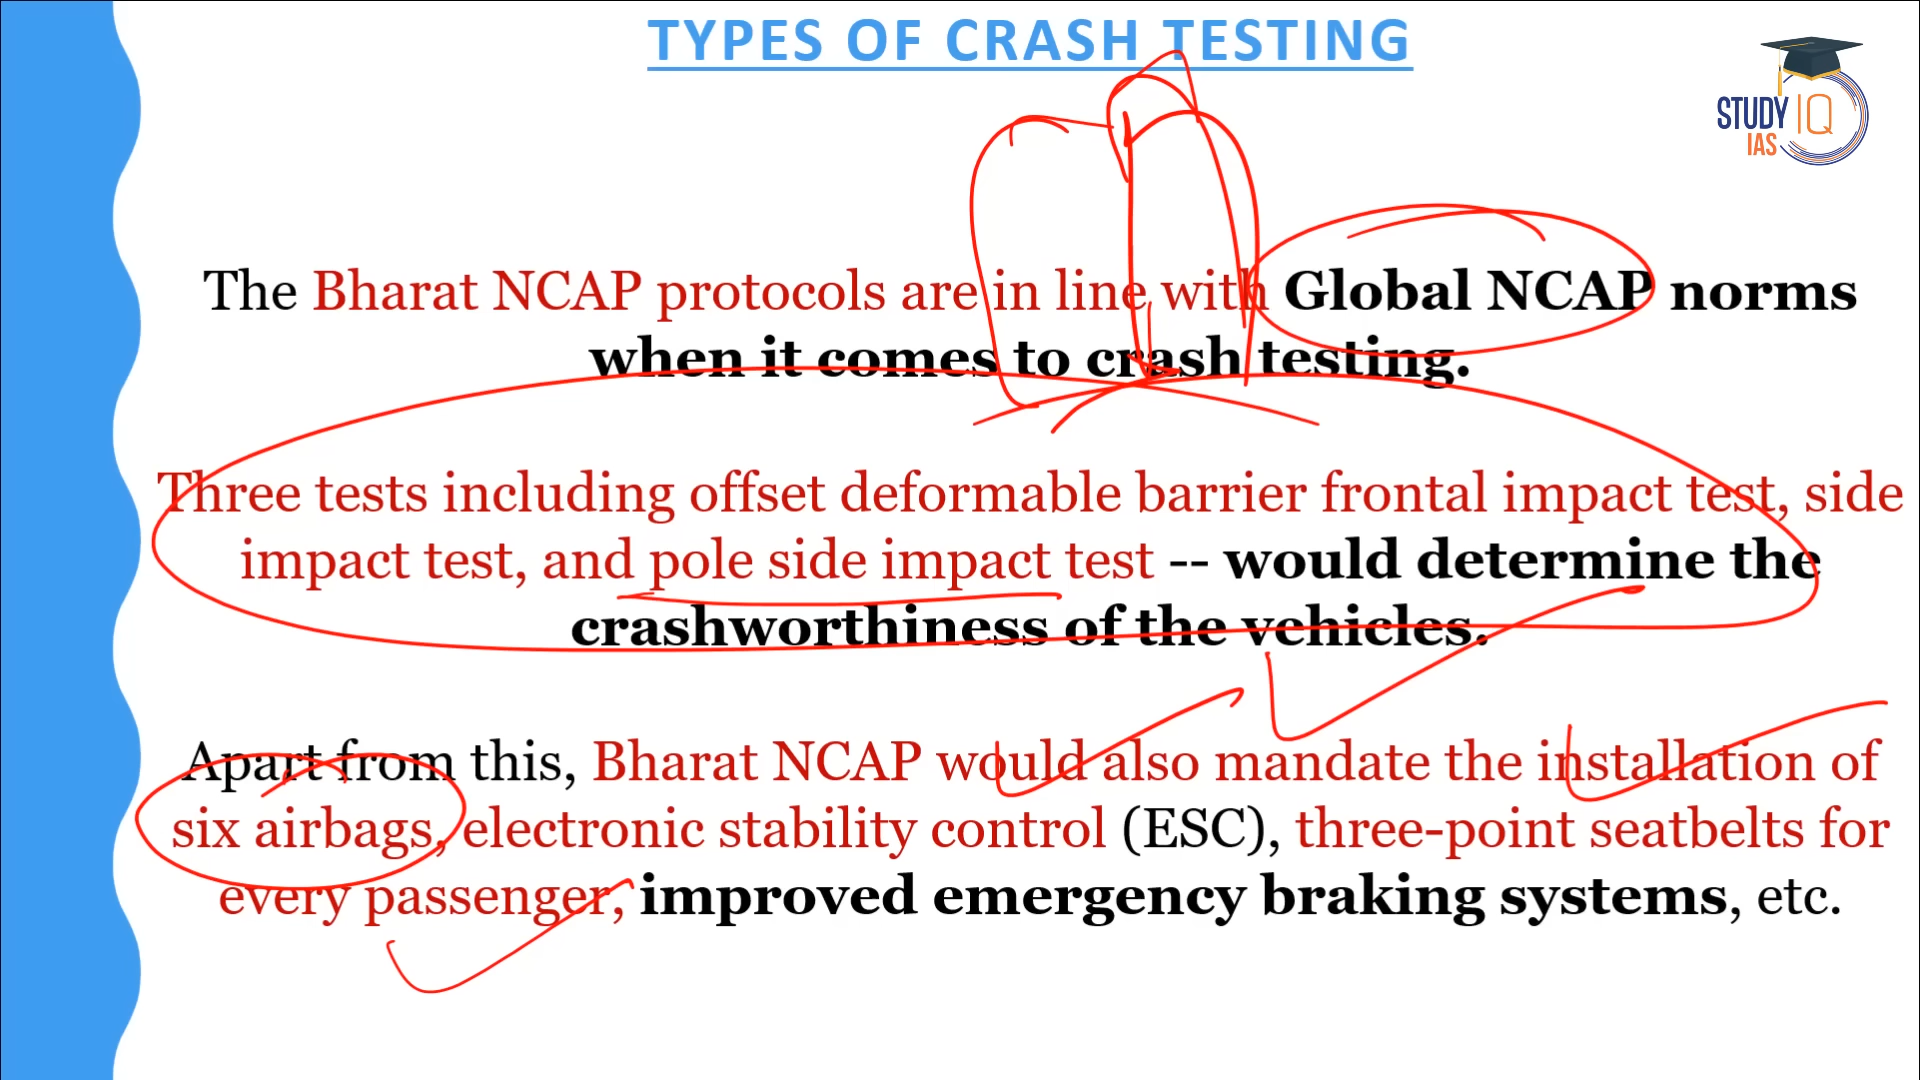 TYPES OF CRASH TESTING
STUDY IQ
IAS
The Bharat NCAP protocols are in line with Global NCAP norms
when it comes to crash testing.
Three tests including offset deformable barrier frontal impact test, side
impact test, and pole side impact test -- would determine the
crashworthiness of the vehicles.
Apart from this, Bharat NCAP would also mandate the installation of
six airbags, electronic stability control (ESC), three-point seatbelts for
every passenger, improved emergency braking systems, etc.